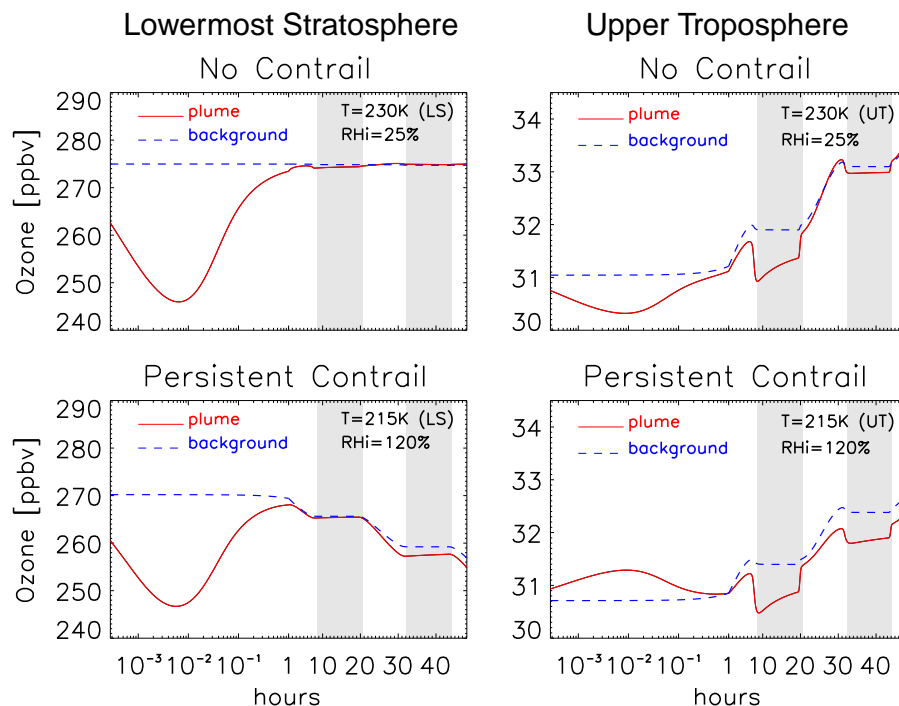 Lowermost Stratosphere
Upper Troposphere
No Contrail
No Contrail
290
280
270
260
250
240
Ozone [ppbv]
plume
background
T=230K (LS)
RHi=25%
34
33
32
31
30
plume
background
T=230K (UT)
RHi=25%
Persistent Contrail
Persistent Contrail
290
280
270
260
250
240
Ozone [ppbv]
plume
background
T=215K (LS)
RHi=120%
34
33
32
31
30
plume
background
T=215K (UT)
RHi=120%
10⁻³ 10⁻² 10⁻¹ 1 10 20 30 40
hours
10⁻³ 10⁻² 10⁻¹ 1 10 20 30 40
hours